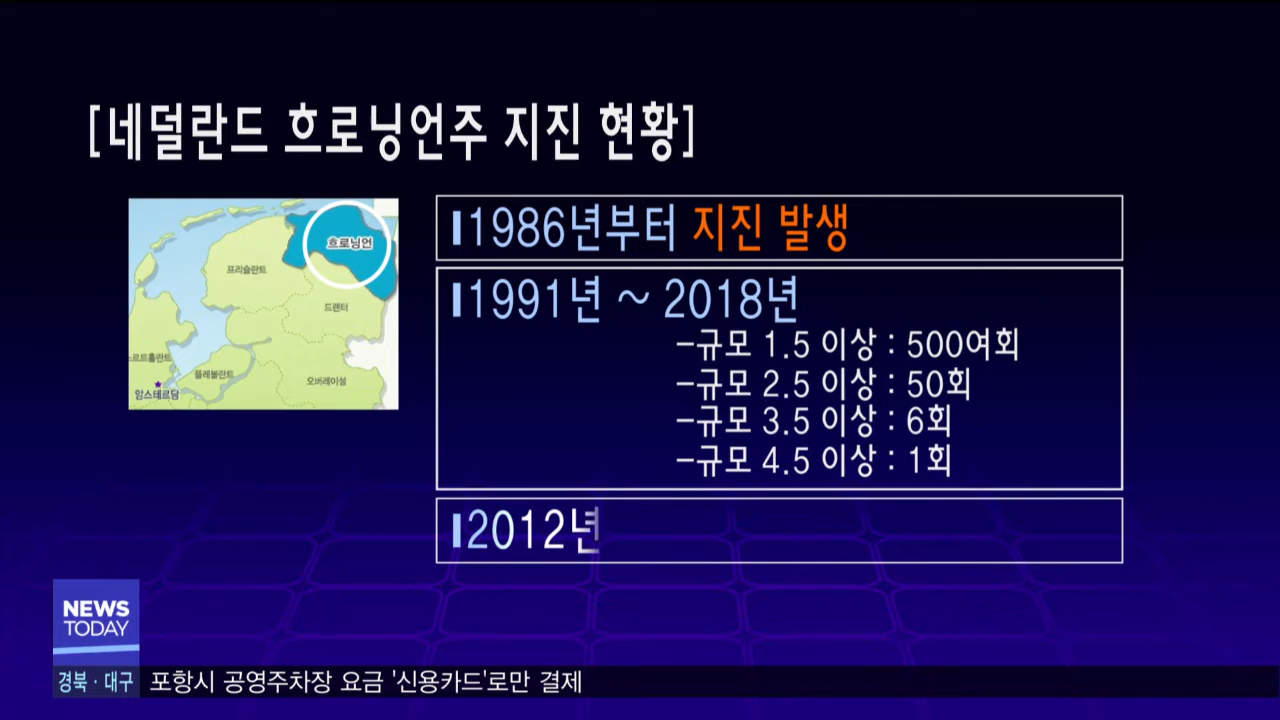 [네덜란드 흐로닝언주 지진 현황]
1986년부터 지진 발생
흐로닝언
프리슬란트
드렌터
노르트홀란트
플레볼란트
오버레이설
암스테르담
1991년 ~ 2018년
-규모 1.5 이상 : 500여회
-규모 2.5 이상 : 50회
-규모 3.5 이상 : 6회
-규모 4.5 이상 : 1회
2012년
NEWS
TODAY
경북·대구 포항시 공영주차장 요금 '신용카드'로만 결제